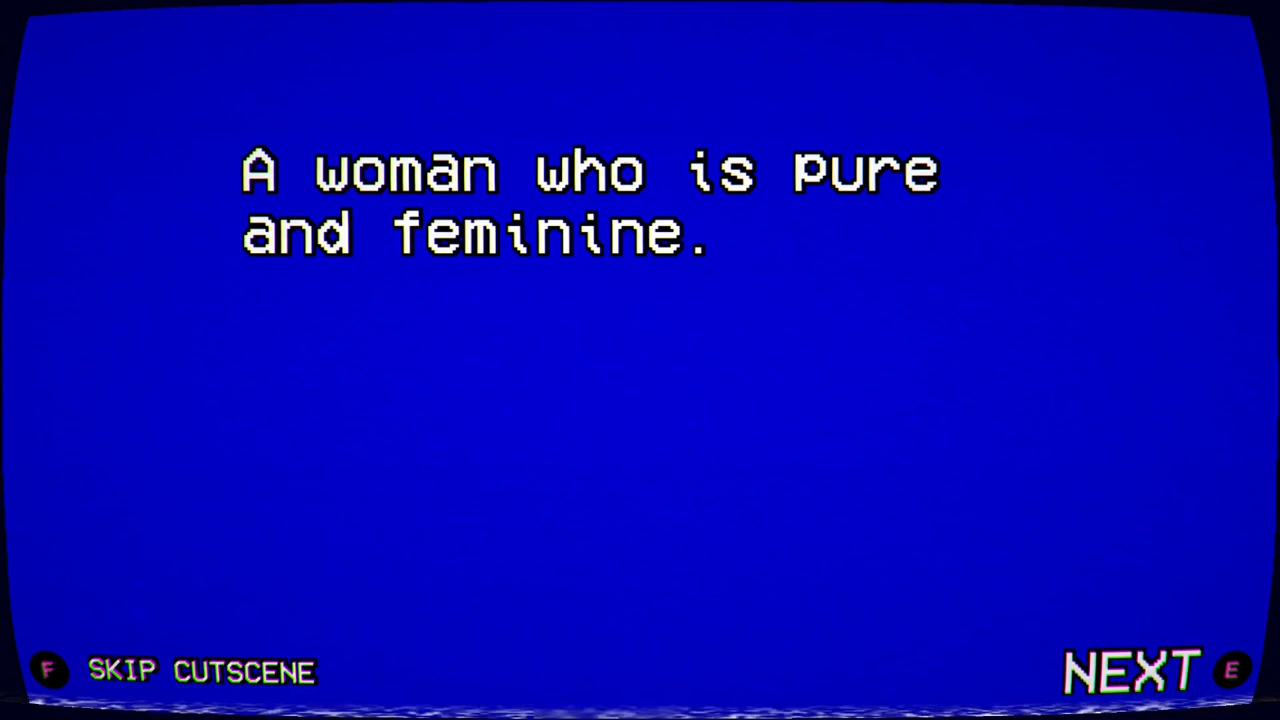 A woman who is pure
and feminine.
F SKIP CUTSCENE
NEXT E